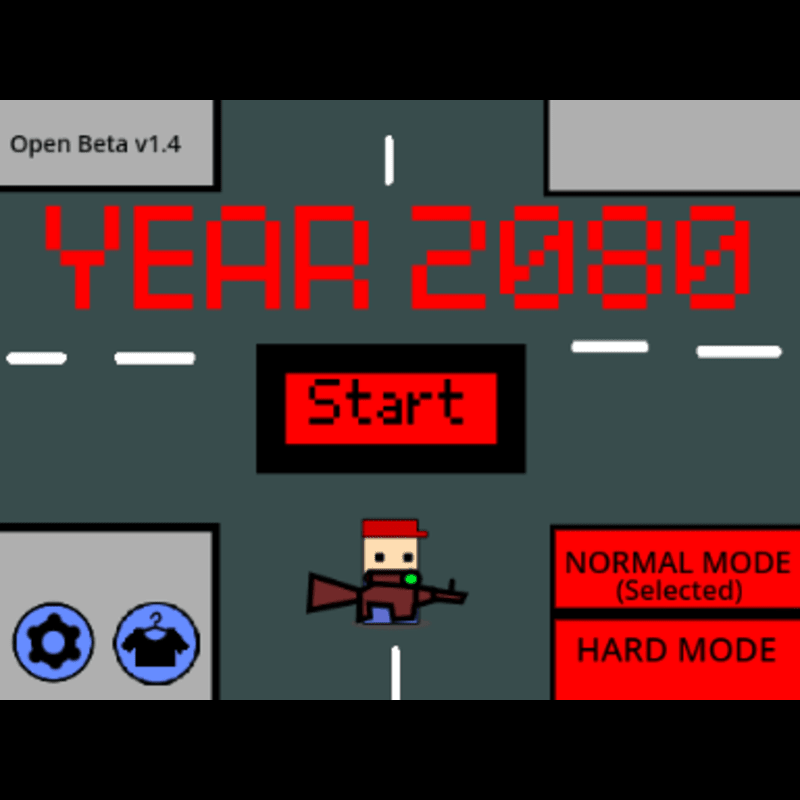 Open Beta v1.4
YEAR 2080
Start
NORMAL MODE
(Selected)
HARD MODE